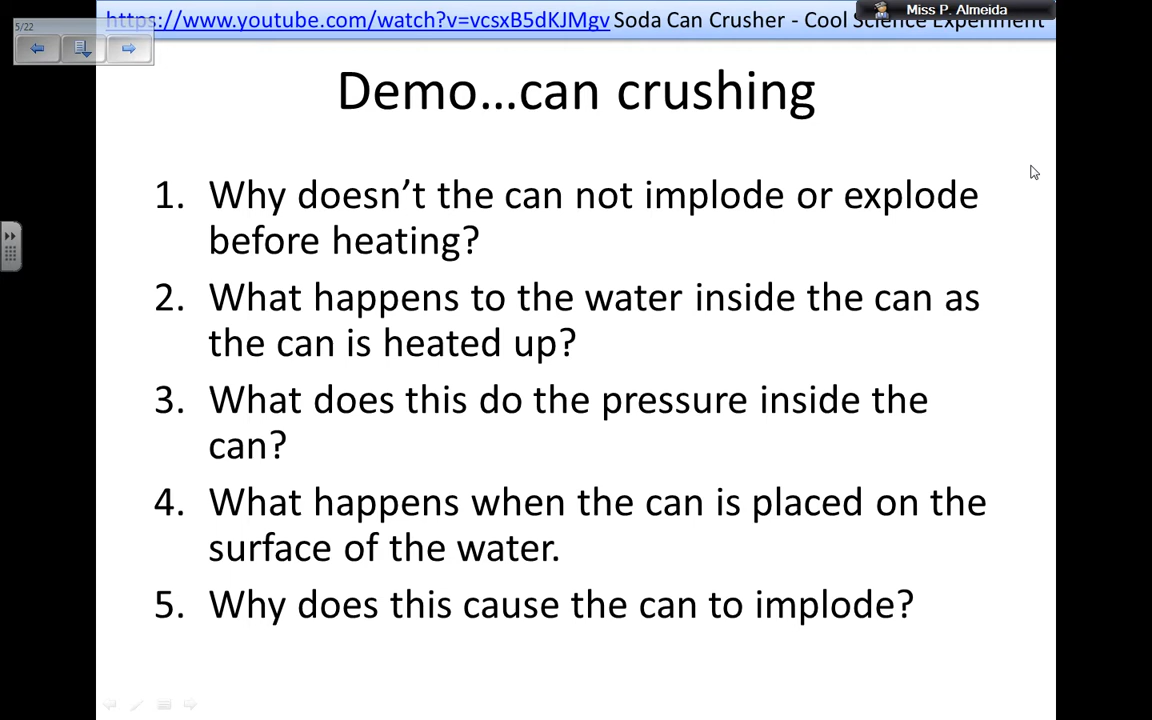 https://www.youtube.com/watch?v=vcsxB5dKJMgv Soda Can Crusher - Cool Science Experiment
Miss P. Almeida
5/22
Demo...can crushing
1. Why doesn’t the can not implode or explode
before heating?
2. What happens to the water inside the can as
the can is heated up?
3. What does this do the pressure inside the
can?
4. What happens when the can is placed on the
surface of the water.
5. Why does this cause the can to implode?